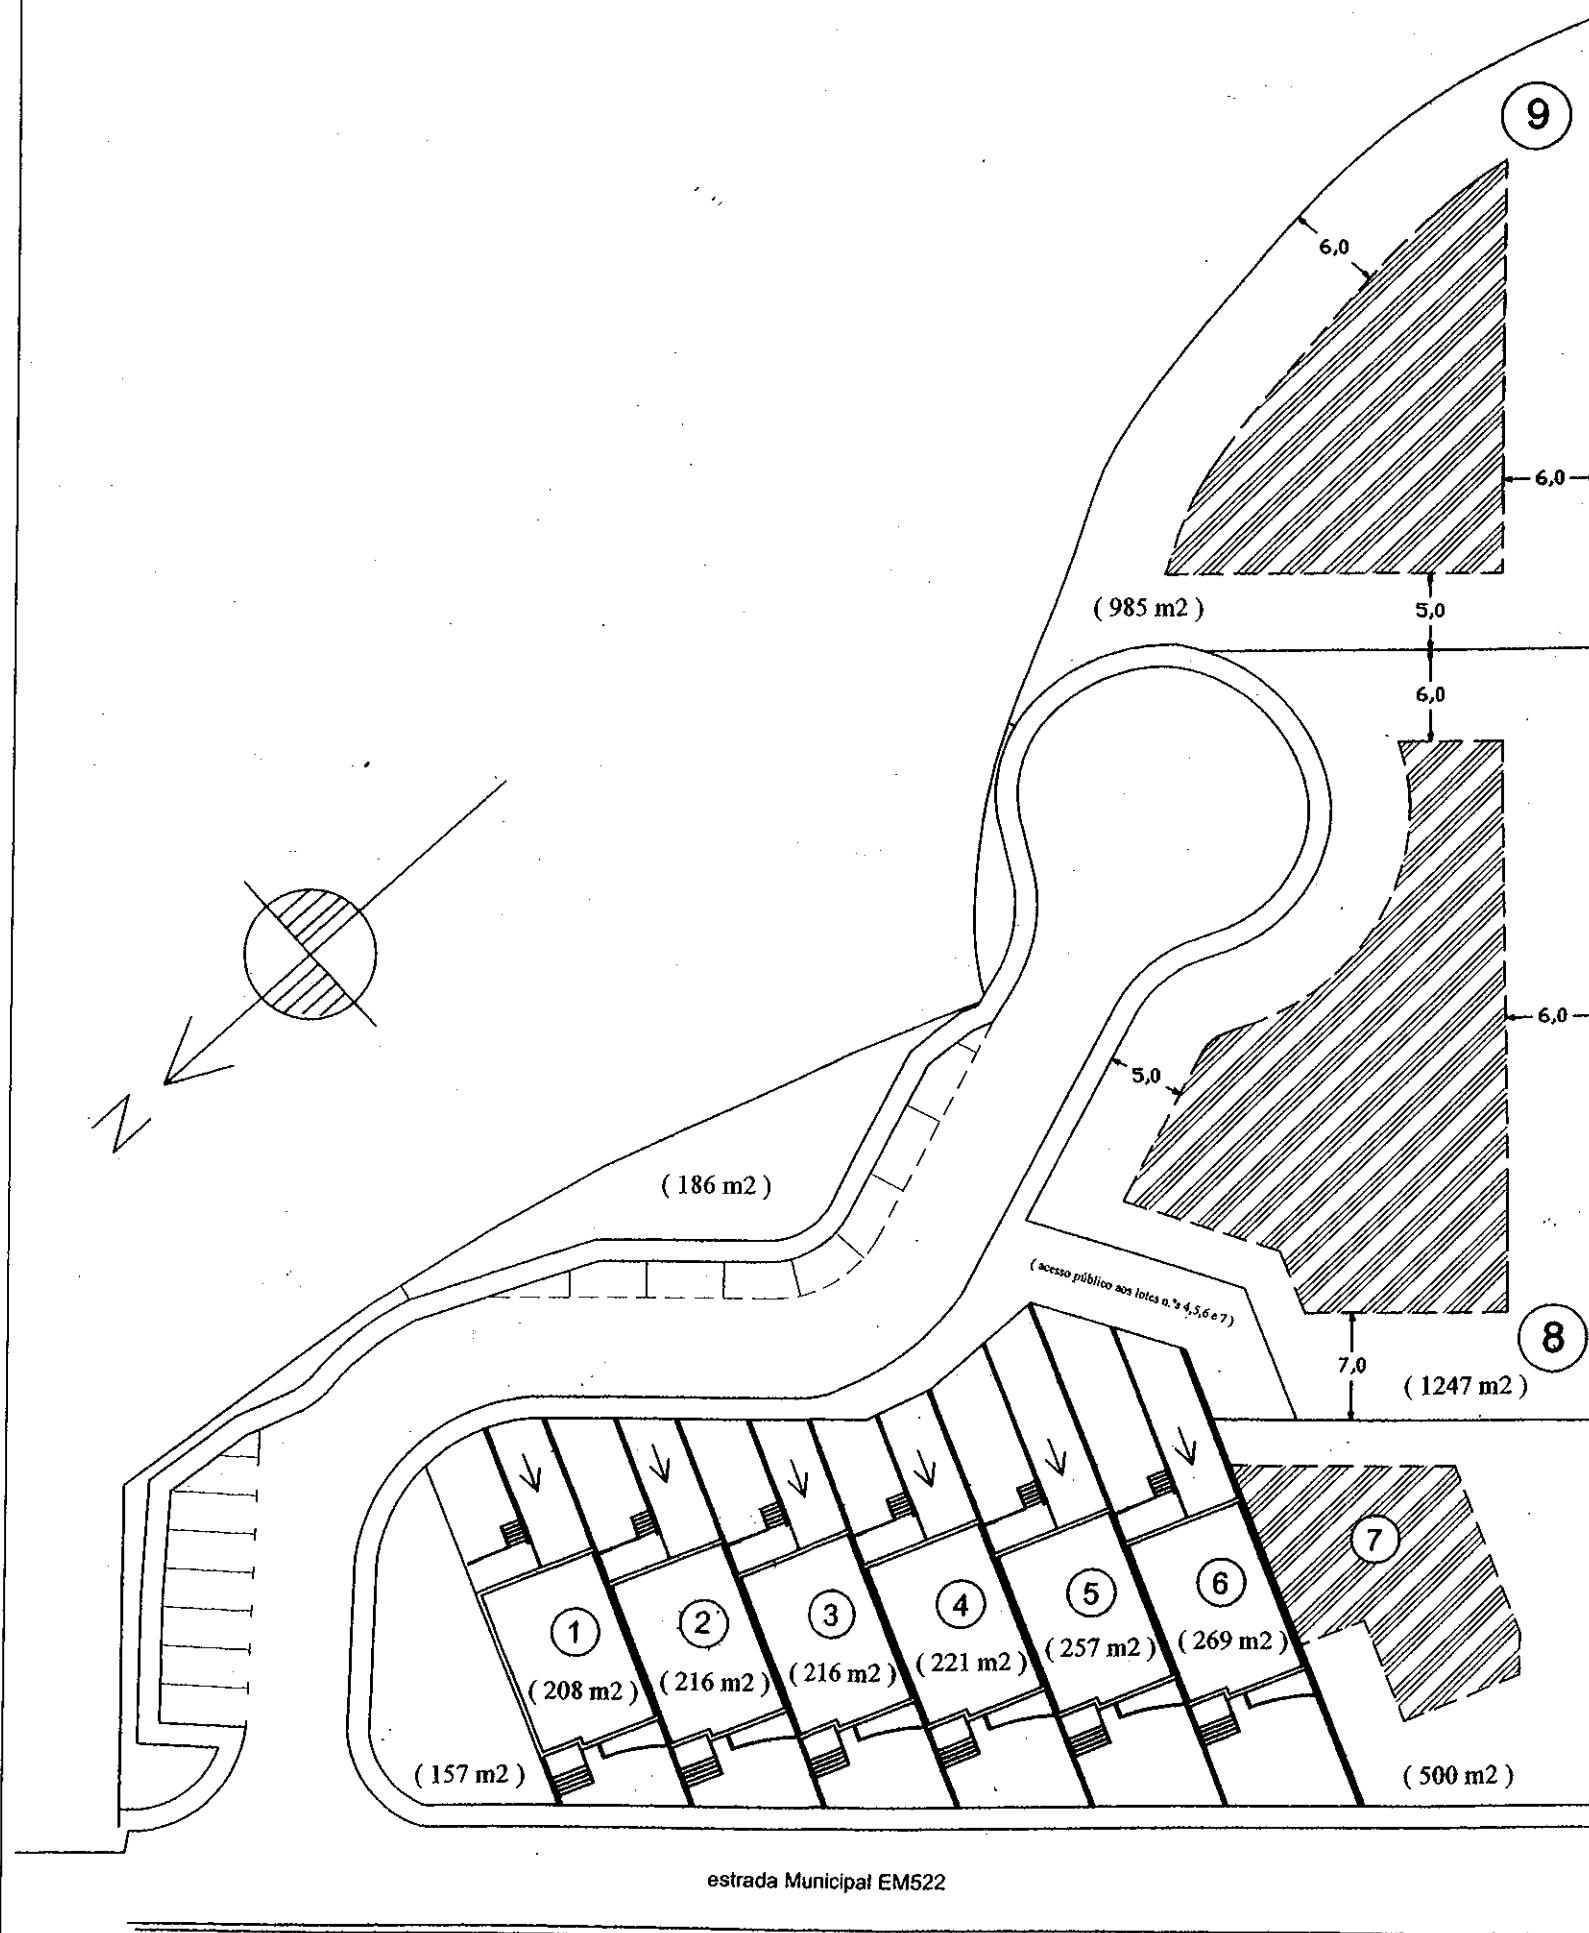 9
6,0
6,0
( 985 m2 )
5,0
6,0
6,0
5,0
N
( 186 m2 )
( acesso público aos lotes n.ºs 4,5,6 e 7 )
8
7,0
( 1247 m2 )
7
6
( 269 m2 )
5
( 257 m2 )
4
( 221 m2 )
3
( 216 m2 )
2
( 216 m2 )
1
( 208 m2 )
( 157 m2 )
( 500 m2 )
estrada Municipal EM522